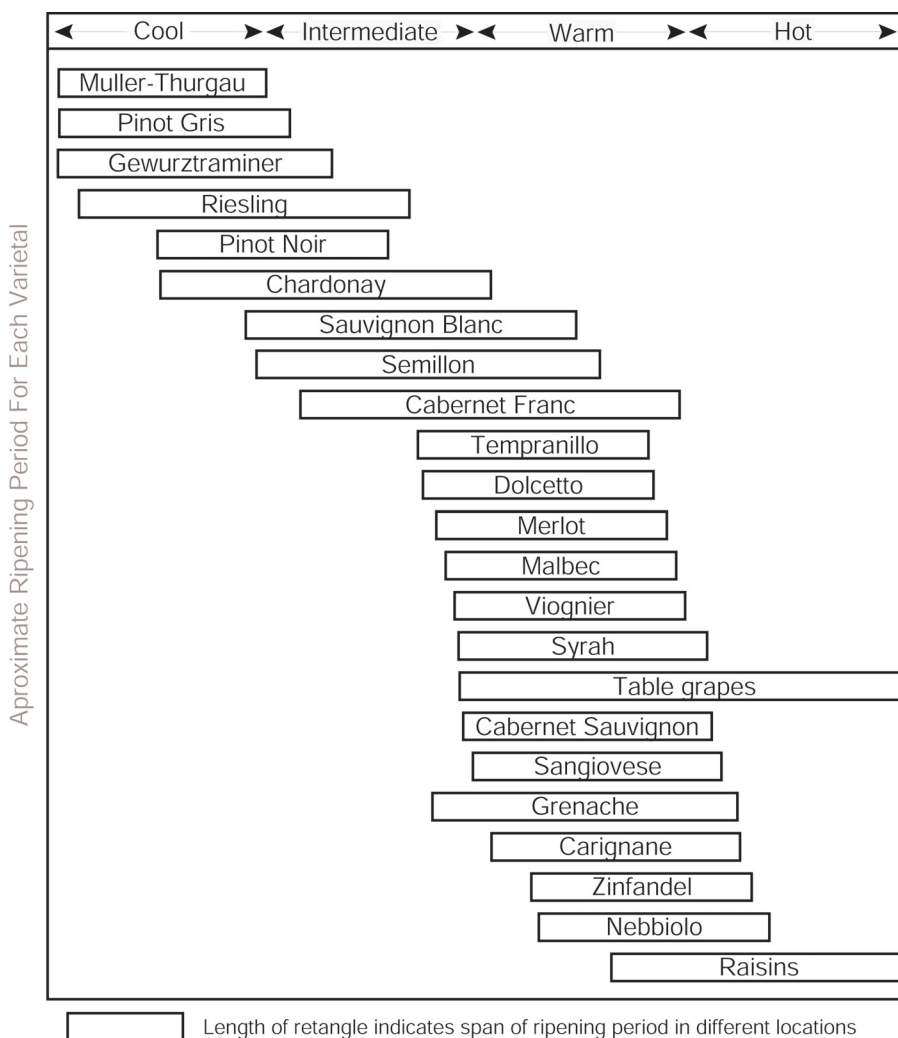 Cool Intermediate Warm Hot
Muller-Thurgau
Pinot Gris
Gewurztraminer
Riesling
Pinot Noir
Chardonay
Sauvignon Blanc
Semillon
Cabernet Franc
Tempranillo
Dolcetto
Merlot
Malbec
Viognier
Syrah
Table grapes
Cabernet Sauvignon
Sangiovese
Grenache
Carignane
Zinfandel
Nebbiolo
Raisins
Aproximate Ripening Period For Each Varietal
Length of retangle indicates span of ripening period in different locations